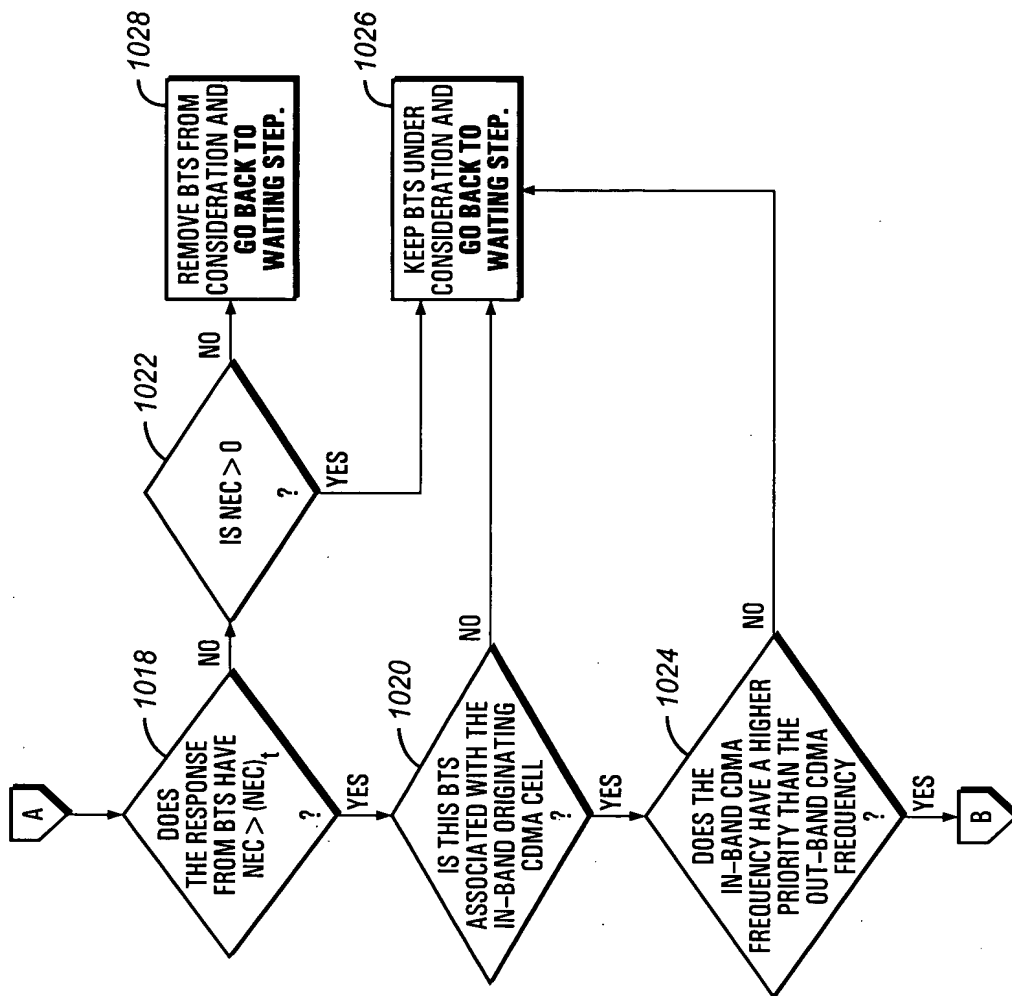 A
1018
DOES
THE RESPONSE
FROM BTS HAVE
NEC > (NEC)t
?
NO
YES
1022
IS NEC > 0
?
NO
YES
1028
REMOVE BTS FROM
CONSIDERATION AND
GO BACK TO
WAITING STEP.
1020
IS THIS BTS
ASSOCIATED WITH THE
IN-BAND ORIGINATING
CDMA CELL
?
NO
YES
1026
KEEP BTS UNDER
CONSIDERATION AND
GO BACK TO
WAITING STEP.
1024
DOES THE
IN-BAND CDMA
FREQUENCY HAVE A HIGHER
PRIORITY THAN THE
OUT-BAND CDMA
FREQUENCY
?
NO
YES
B